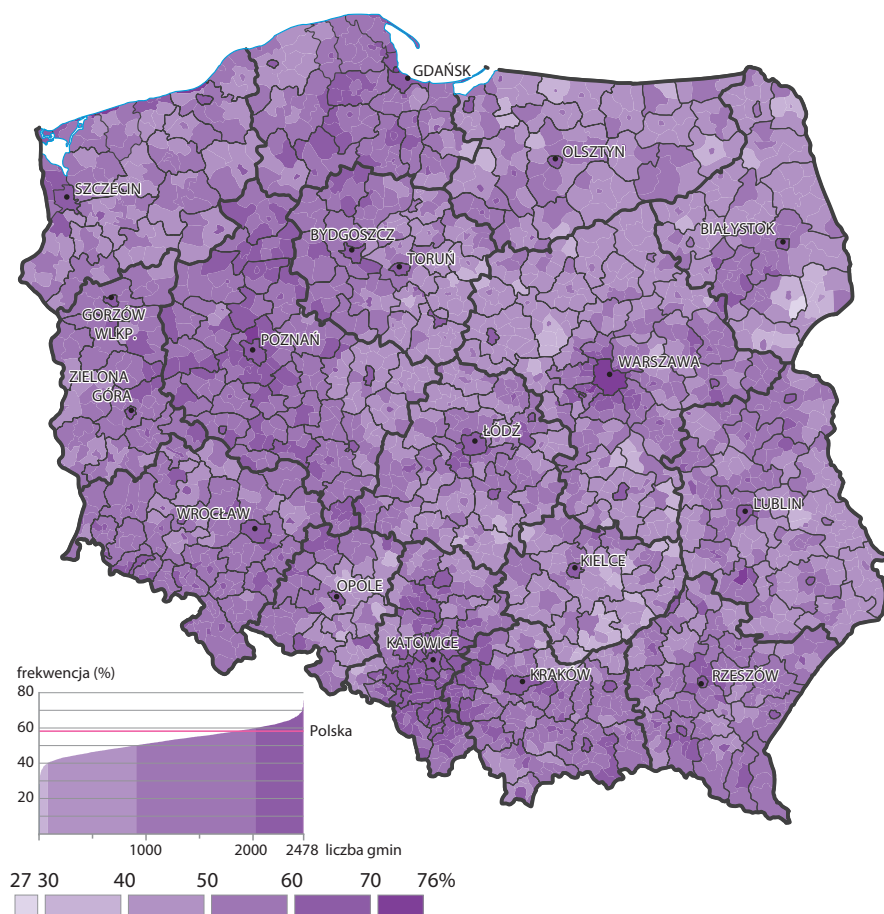 GDAŃSK
OLSZTYN
SZCZECIN
BIAŁYSTOK
BYDGOSZCZ
TORUŃ
GORZÓW
WLKP.
POZNAŃ
WARSZAWA
ZIELONA
GÓRA
ŁÓDŹ
LUBLIN
WROCŁAW
KIELCE
OPOLE
KATOWICE
KRAKÓW
RZESZÓW
frekwencja (%)
80
60
Polska
40
20
1000 2000 2478 liczba gmin
27 30 40 50 60 70 76%